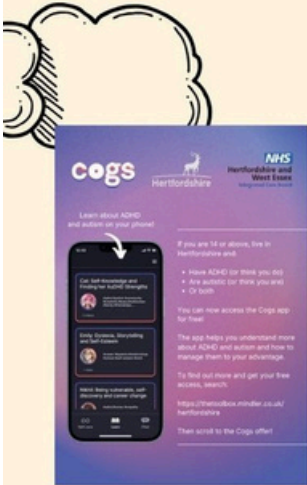 cogs
Hertfordshire
NHS
Hertfordshire and
West Essex
Integrated Care Board
Learn about ADHD
and autism on your phone!
Cat: Self-Knowledge and
Finding her AuDHD Strengths
Emily: Dyslexia, Storytelling
and Self-Esteem
Nikhil: Being vulnerable, self-
discovery and career change
Learn
If you are 14 or above, live in
Hertfordshire and:
• Have ADHD (or think you do)
• Are autistic (or think you are)
• Or both
You can now access the Cogs app
for free!
The app helps you understand more
about ADHD and autism and how to
manage them to your advantage.
To find out more and get your free
access, search:
https://thetoolbox.mindler.co.uk/
hertfordshire
Then scroll to the Cogs offer!